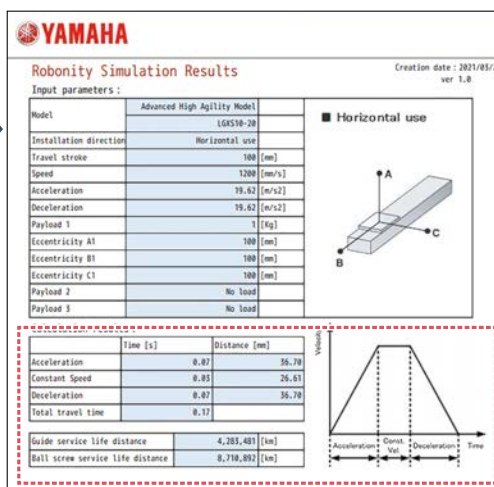 YAMAHA
Robonity Simulation Results
Creation date : 2021/03/
ver 1.0
Input parameters :
Model Advanced High Agility Model
LGXS10-20
Installation direction Horizontal use
Travel stroke 100 [mm]
Speed 1200 [mm/s]
Acceleration 19.62 [m/s2]
Deceleration 19.62 [m/s2]
Payload 1 1 [Kg]
Eccentricity A1 100 [mm]
Eccentricity B1 100 [mm]
Eccentricity C1 100 [mm]
Payload 2 No load
Payload 3 No load
■ Horizontal use
A
C
B
Time [s] Distance [mm]
Acceleration 0.07 36.70
Constant Speed 0.03 26.61
Deceleration 0.07 36.70
Total travel time 0.17
Guide service life distance 4,283,481 [km]
Ball screw service life distance 8,710,892 [km]
Velocity
Acceleration Const. Vel Deceleration Time